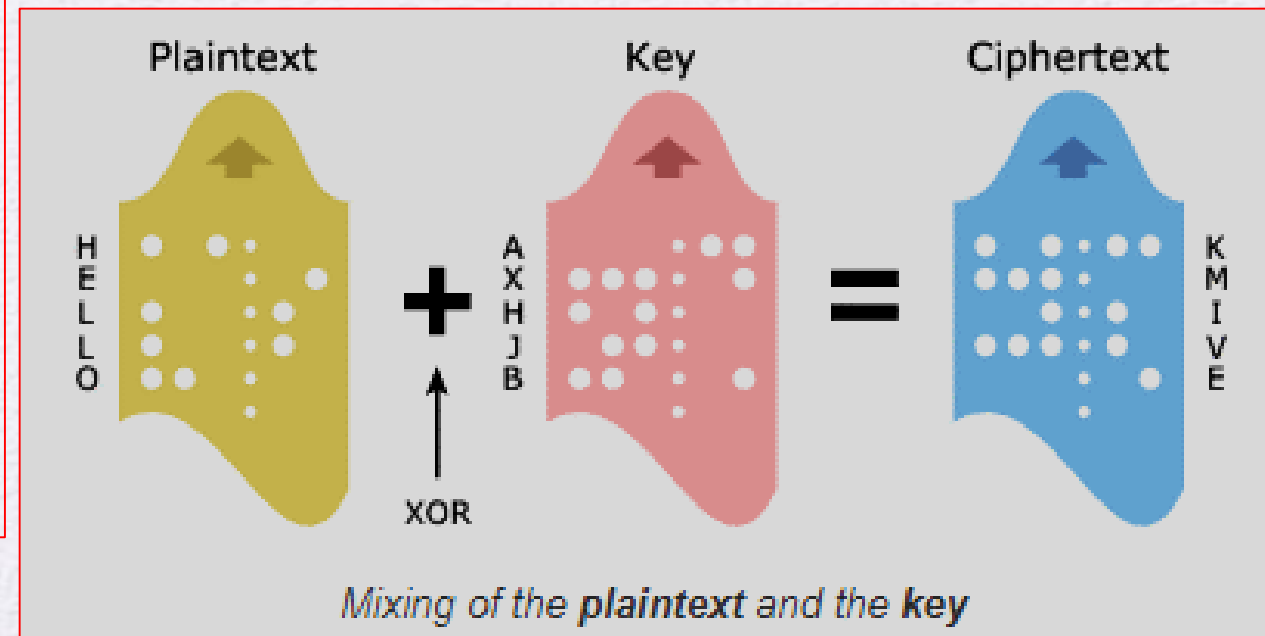 Plaintext
Key
Ciphertext
H
E
L
L
O
+
A
X
H
J
B
=
K
M
I
V
E
XOR
Mixing of the plaintext and the key